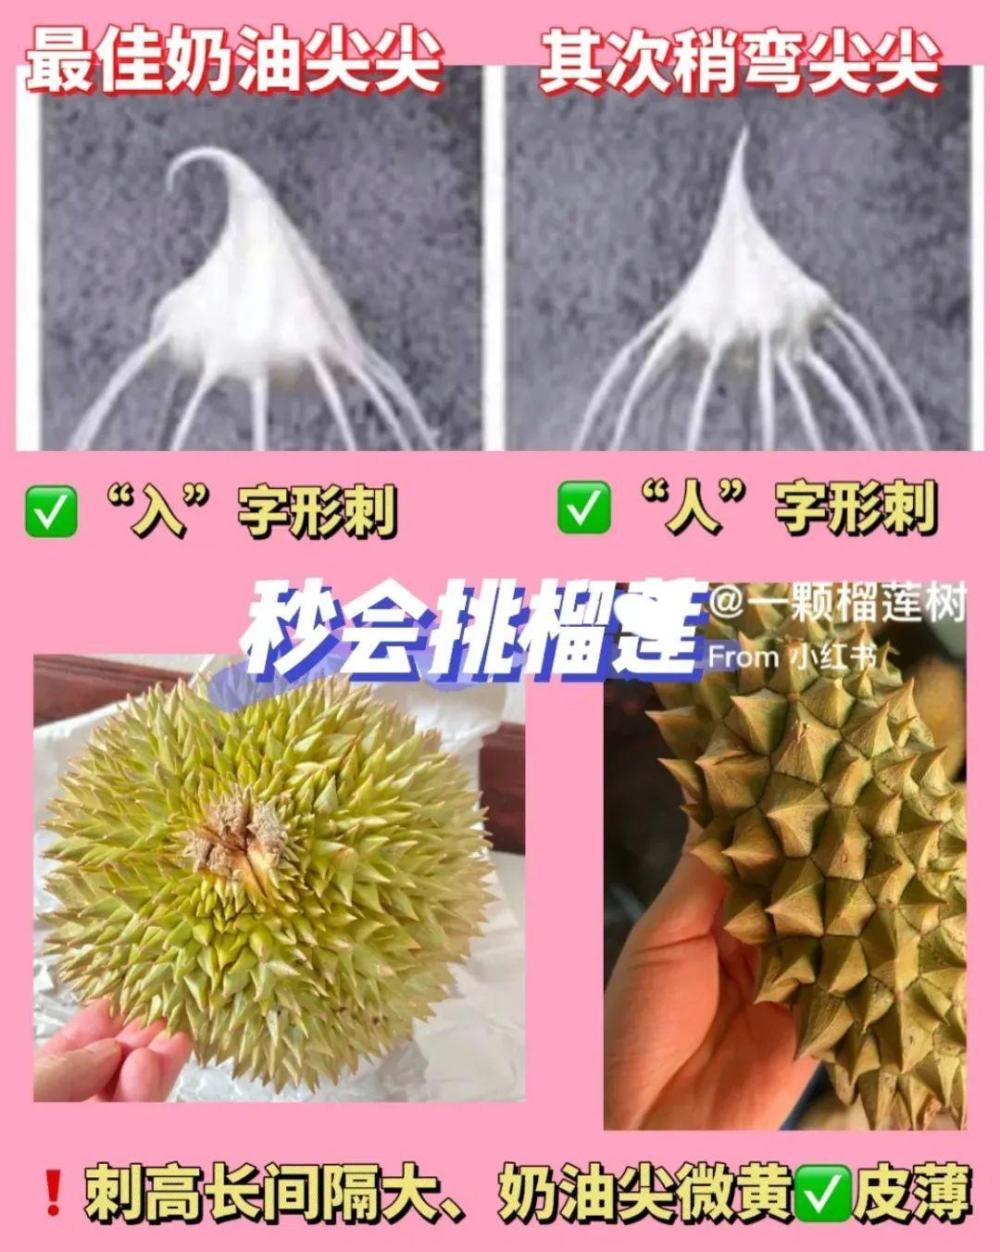 最佳奶油尖尖
其次稍弯尖尖
✅“入”字形刺
✅“人”字形刺
秒会挑榴莲
@一颗榴莲树
From 小红书
❗刺高长间隔大、奶油尖微黄✅皮薄